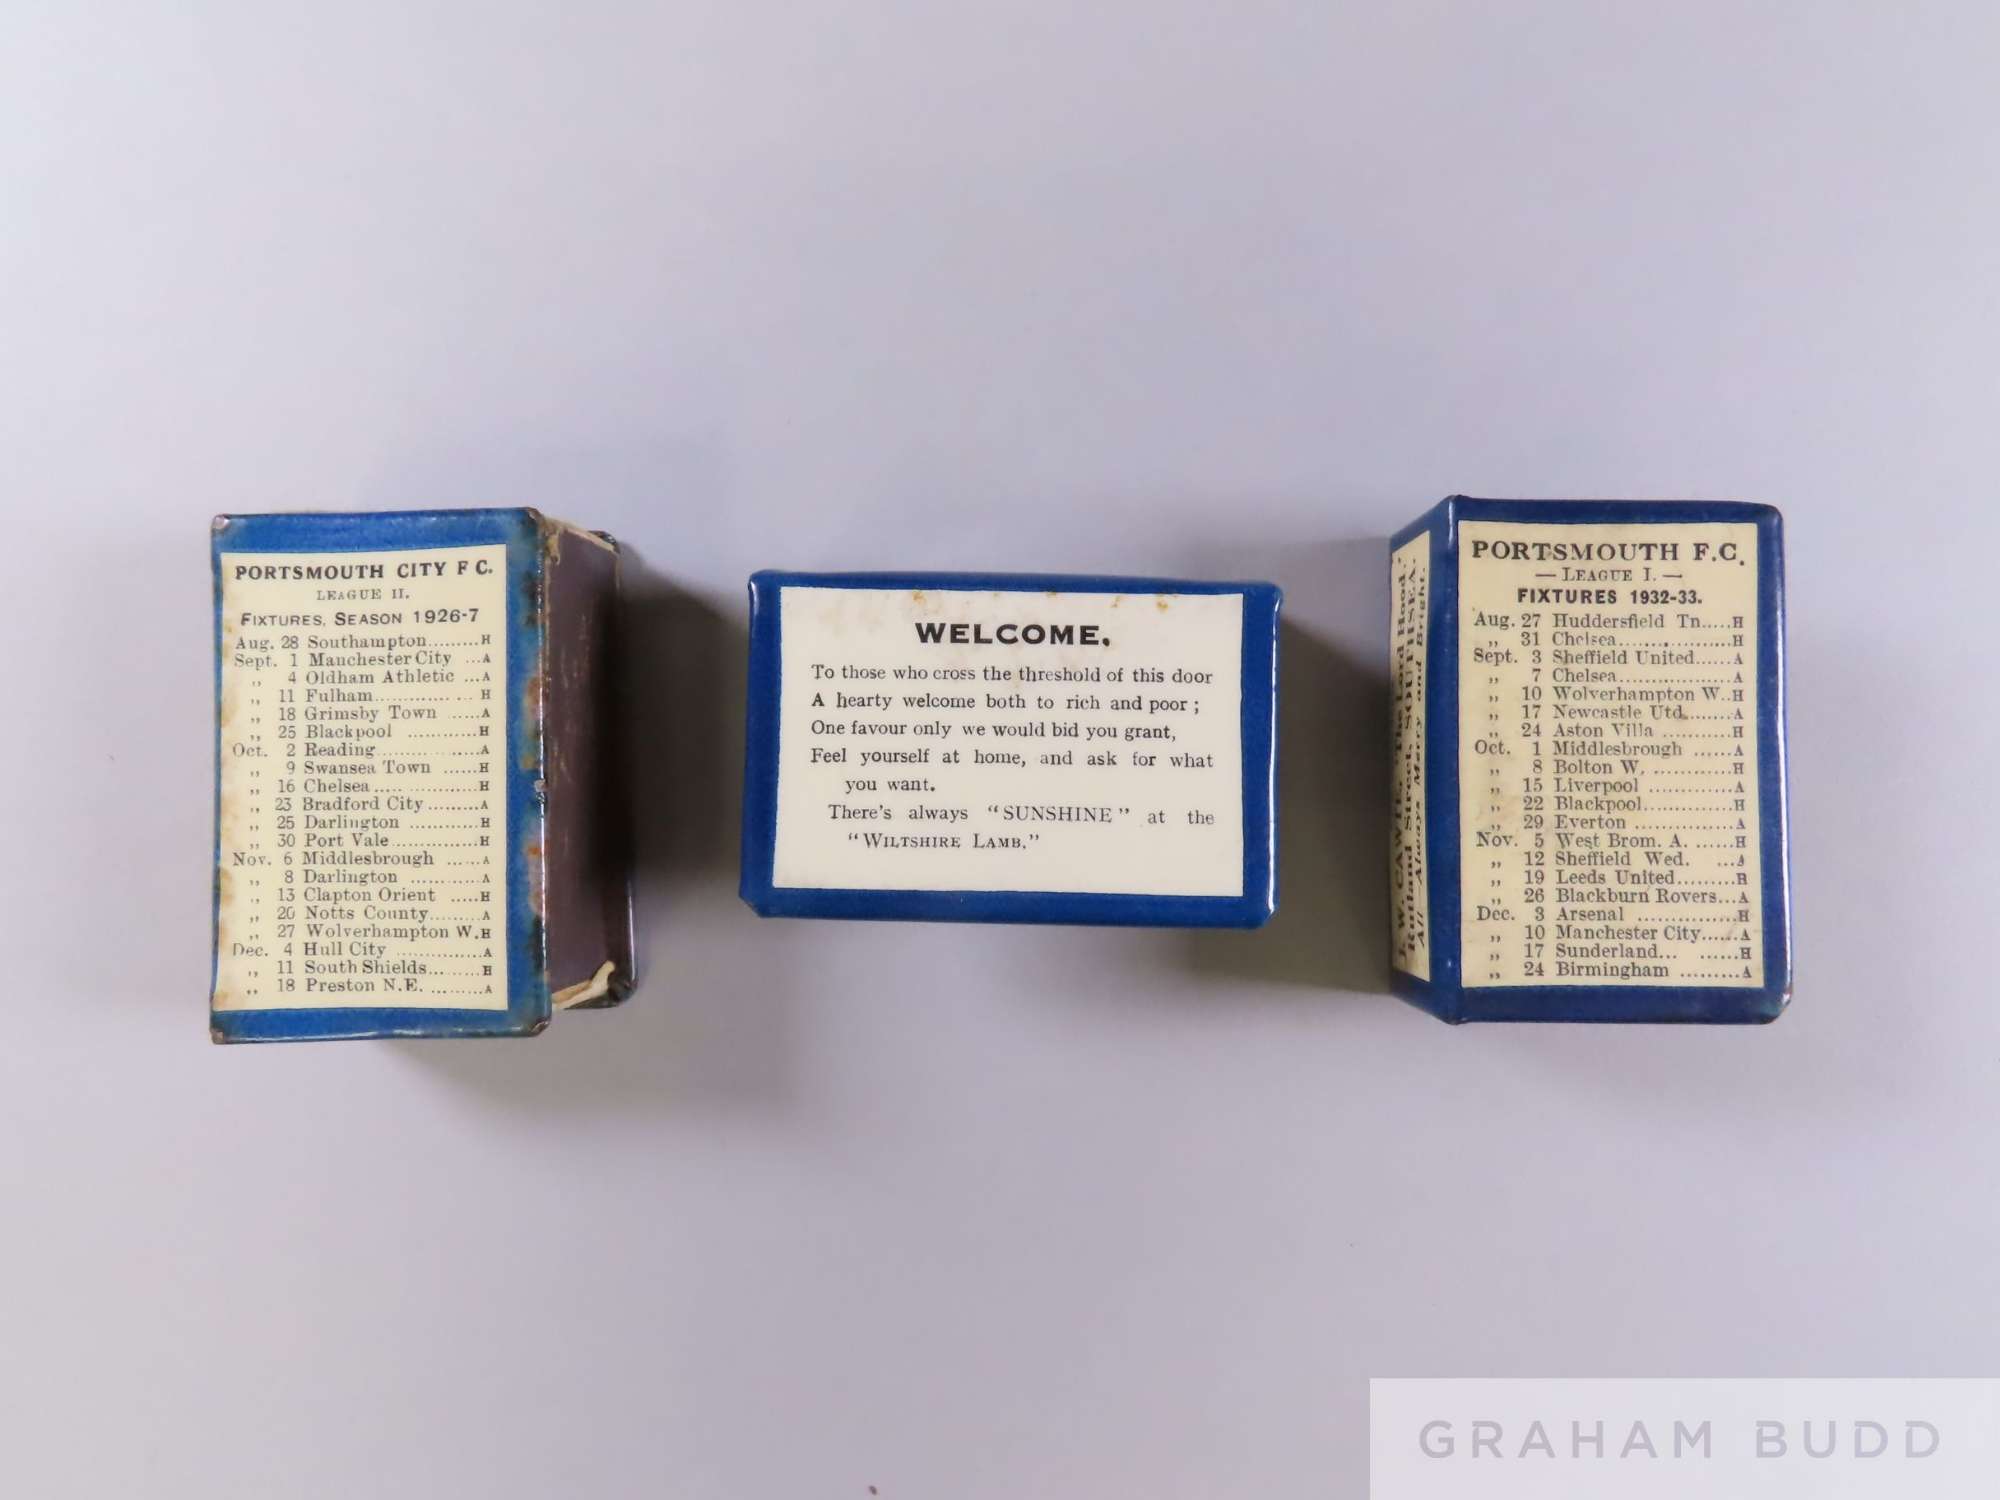 PORTSMOUTH CITY F C.
LEAGUE II.
FIXTURES, SEASON 1926-7
Aug. 28 Southampton.........H
Sept. 1 Manchester City ...A
,, 4 Oldham Athletic ...A
,, 11 Fulham............. H
,, 18 Grimsby Town ......A
,, 25 Blackpool ............H
Oct. 2 Reading...............A
,, 9 Swansea Town ......H
,, 16 Chelsea..................H
,, 23 Bradford City.........A
,, 25 Darlington ............H
,, 30 Port Vale...............H
Nov. 6 Middlesbrough ......A
,, 8 Darlington ............A
,, 13 Clapton Orient .....H
,, 20 Notts County.........A
,, 27 Wolverhampton W.H
Dec. 4 Hull City ...............A
,, 11 South Shields.........H
,, 18 Preston N.E. .........A
WELCOME.
To those who cross the threshold of this door
A hearty welcome both to rich and poor ;
One favour only we would bid you grant,
Feel yourself at home, and ask for what
you want.
There's always "SUNSHINE" at the
"WILTSHIRE LAMB."
W. CAWTE, "The Lord Hood,"
Rutland Street, SOUTHSEA.
All—Always Merry and Bright.
PORTSMOUTH F.C.
— LEAGUE I. —
FIXTURES 1932-33.
Aug. 27 Huddersfield Tn.....H
,, 31 Chelsea..................H
Sept. 3 Sheffield United......A
,, 7 Chelsea..................A
,, 10 Wolverhampton W..H
,, 17 Newcastle Utd.........A
,, 24 Aston Villa ............H
Oct. 1 Middlesbrough ......A
,, 8 Bolton W. ............H
,, 15 Liverpool ...............A
,, 22 Blackpool...............H
,, 29 Everton ...............A
Nov. 5 West Brom. A. ......H
,, 12 Sheffield Wed. ...A
,, 19 Leeds United.........H
,, 26 Blackburn Rovers...A
Dec. 3 Arsenal ...............H
,, 10 Manchester City......A
,, 17 Sunderland... ......H
,, 24 Birmingham .........A
GRAHAM BUDD